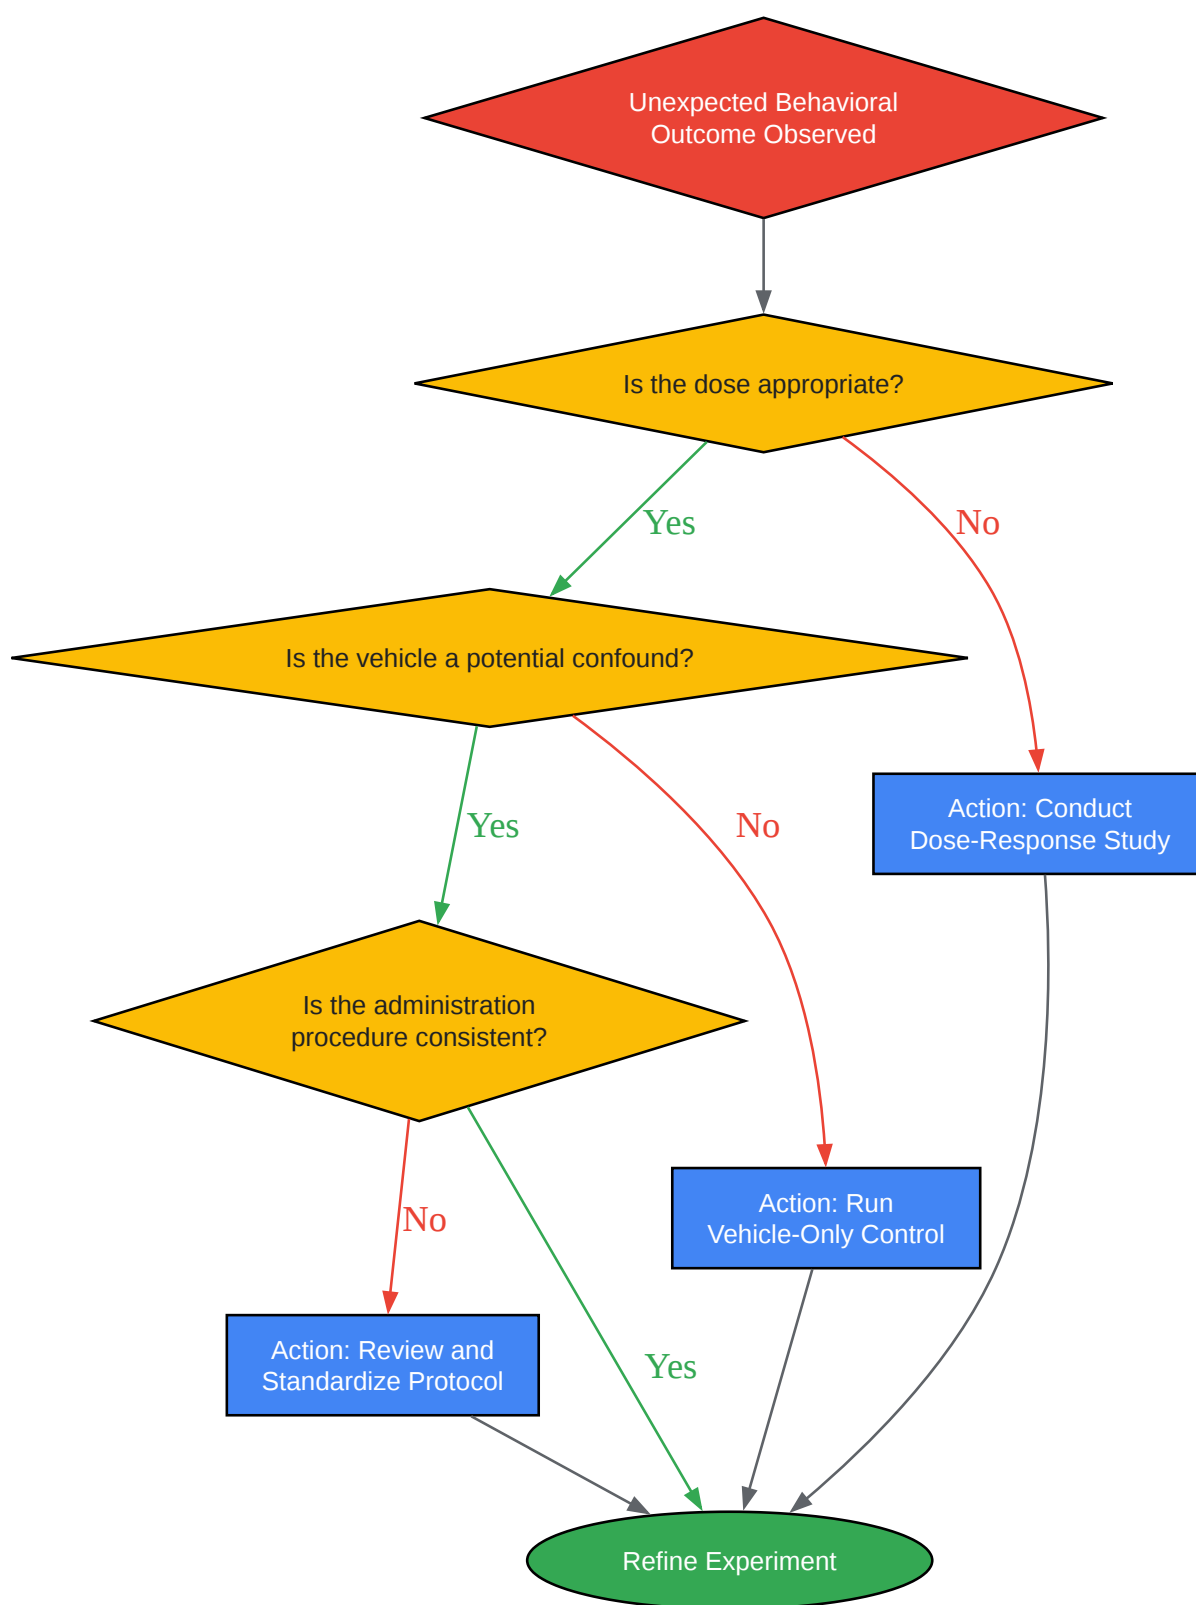 Unexpected Behavioral
Outcome Observed
Is the dose appropriate?
Yes
No
Is the vehicle a potential confound?
Yes
No
Action: Conduct
Dose-Response Study
Is the administration
procedure consistent?
No
Action: Run
Vehicle-Only Control
Action: Review and
Standardize Protocol
Yes
Refine Experiment